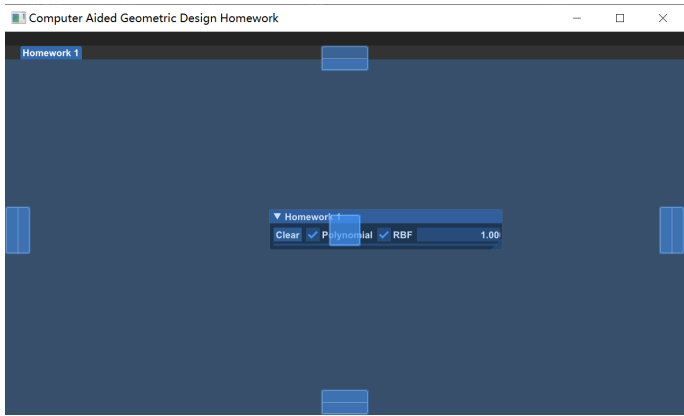 Computer Aided Geometric Design Homework
Homework 1
Homework 1
Clear Polynomial RBF 1.00